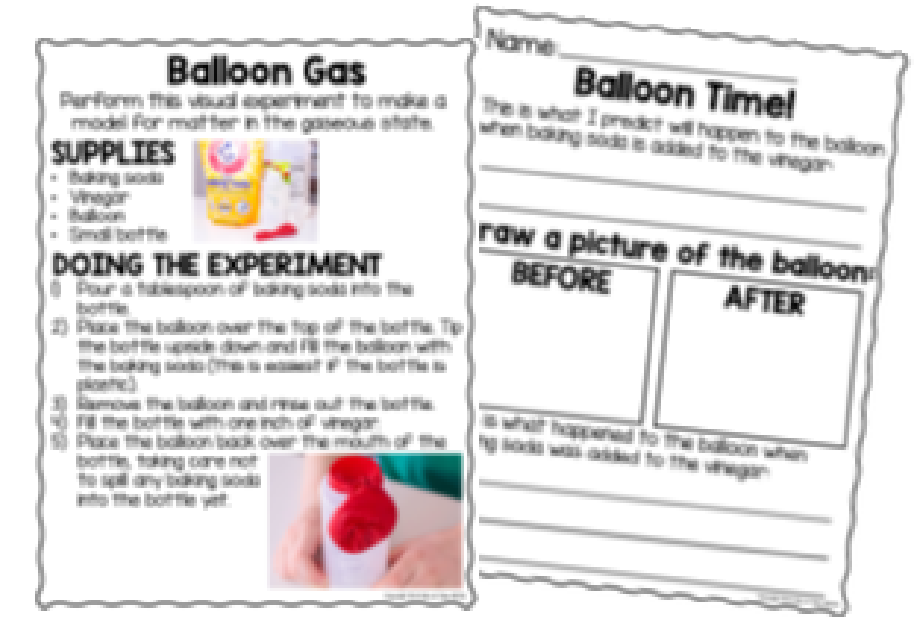 Balloon Gas
Perform this visual experiment to make a
model for matter in the gaseous state.
SUPPLIES
• Baking soda
• Vinegar
• Balloon
• Small bottle
DOING THE EXPERIMENT
1) Pour a tablespoon of baking soda into the
bottle.
2) Place the balloon over the top of the bottle. Tip
the bottle upside down and fill the balloon with
the baking soda (this is easiest if the bottle is
plastic).
3) Remove the balloon and rinse out the bottle.
4) Fill the bottle with one inch of vinegar.
5) Place the balloon back over the mouth of the
bottle, taking care not
to spill any baking soda
into the bottle yet.
Name:
Balloon Time!
This is what I predict will happen to the balloon
when baking soda is added to the vinegar:
raw a picture of the balloon:
BEFORE
AFTER
is what happened to the balloon when
ng soda was added to the vinegar: